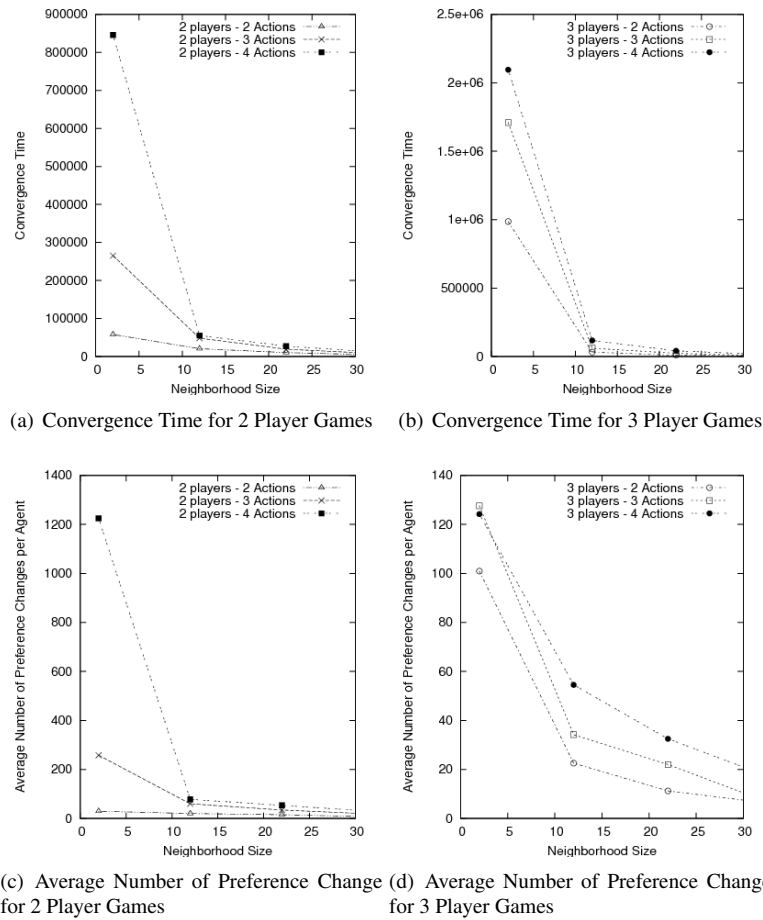 900000
800000
700000
600000
500000
400000
300000
200000
100000
0
Convergence Time
2 players - 2 Actions
2 players - 3 Actions
2 players - 4 Actions
0 5 10 15 20 25 30
Neighborhood Size
(a) Convergence Time for 2 Player Games
2.5e+06
2e+06
1.5e+06
1e+06
500000
0
Convergence Time
3 players - 2 Actions
3 players - 3 Actions
3 players - 4 Actions
0 5 10 15 20 25 30
Neighborhood Size
(b) Convergence Time for 3 Player Games
1400
1200
1000
800
600
400
200
0
Average Number of Preference Changes per Agent
2 players - 2 Actions
2 players - 3 Actions
2 players - 4 Actions
0 5 10 15 20 25 30
Neighborhood Size
(c) Average Number of Preference Change
for 2 Player Games
140
120
100
80
60
40
20
0
Average Number of Preference Changes per Agent
3 players - 2 Actions
3 players - 3 Actions
3 players - 4 Actions
0 5 10 15 20 25 30
Neighborhood Size
(d) Average Number of Preference Chang
for 3 Player Games